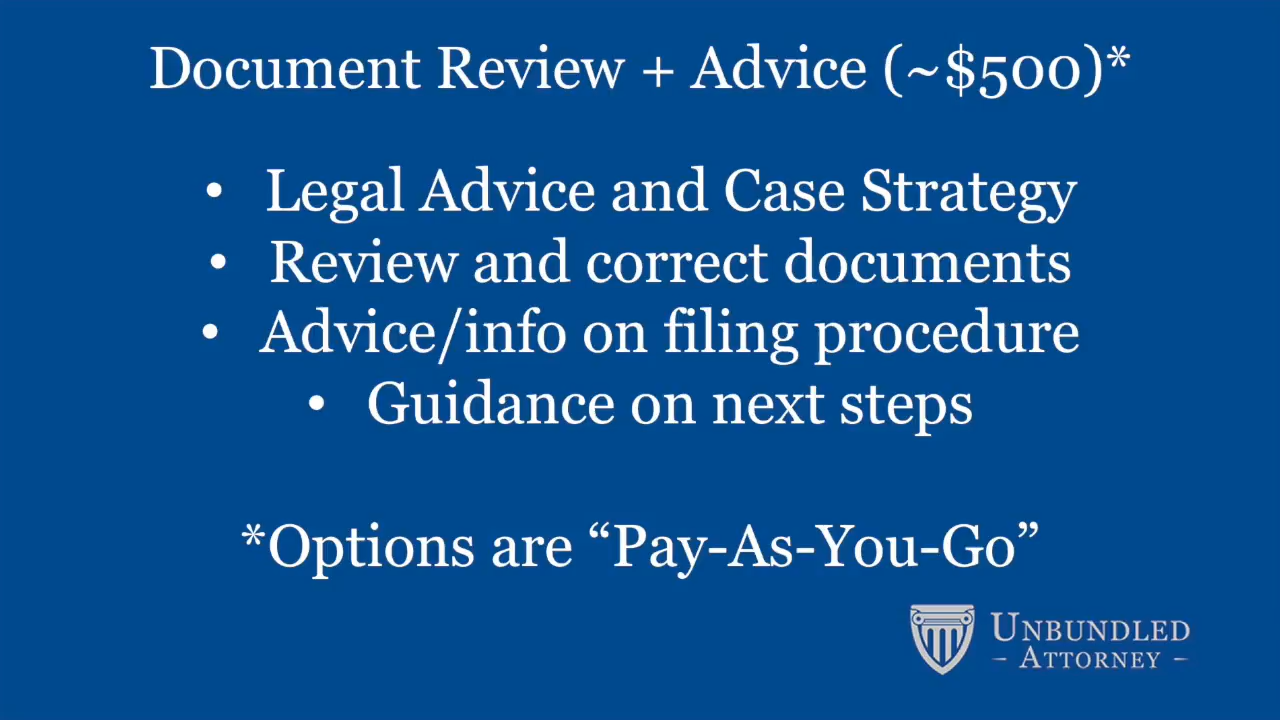 Document Review + Advice (~$500)*
• Legal Advice and Case Strategy
• Review and correct documents
• Advice/info on filing procedure
• Guidance on next steps
*Options are “Pay-As-You-Go”
UNBUNDLED
- ATTORNEY -